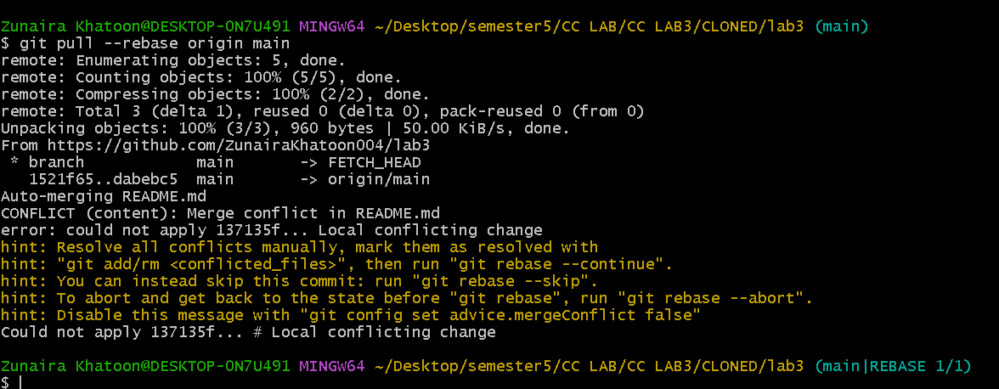 Zunaira Khatoon@DESKTOP-0N7U491 MINGW64 ~/Desktop/semester5/CC LAB/CC LAB3/CLONED/lab3 (main)
$ git pull --rebase origin main
remote: Enumerating objects: 5, done.
remote: Counting objects: 100% (5/5), done.
remote: Compressing objects: 100% (2/2), done.
remote: Total 3 (delta 1), reused 0 (delta 0), pack-reused 0 (from 0)
Unpacking objects: 100% (3/3), 960 bytes | 50.00 KiB/s, done.
From https://github.com/ZunairaKhatoon004/lab3
 * branch            main       -> FETCH_HEAD
   1521f65..dabebc5  main       -> origin/main
Auto-merging README.md
CONFLICT (content): Merge conflict in README.md
error: could not apply 137135f... Local conflicting change
hint: Resolve all conflicts manually, mark them as resolved with
hint: "git add/rm <conflicted_files>", then run "git rebase --continue".
hint: You can instead skip this commit: run "git rebase --skip".
hint: To abort and get back to the state before "git rebase", run "git rebase --abort".
hint: Disable this message with "git config set advice.mergeConflict false"
Could not apply 137135f... # Local conflicting change
Zunaira Khatoon@DESKTOP-0N7U491 MINGW64 ~/Desktop/semester5/CC LAB/CC LAB3/CLONED/lab3 (main|REBASE 1/1)
$